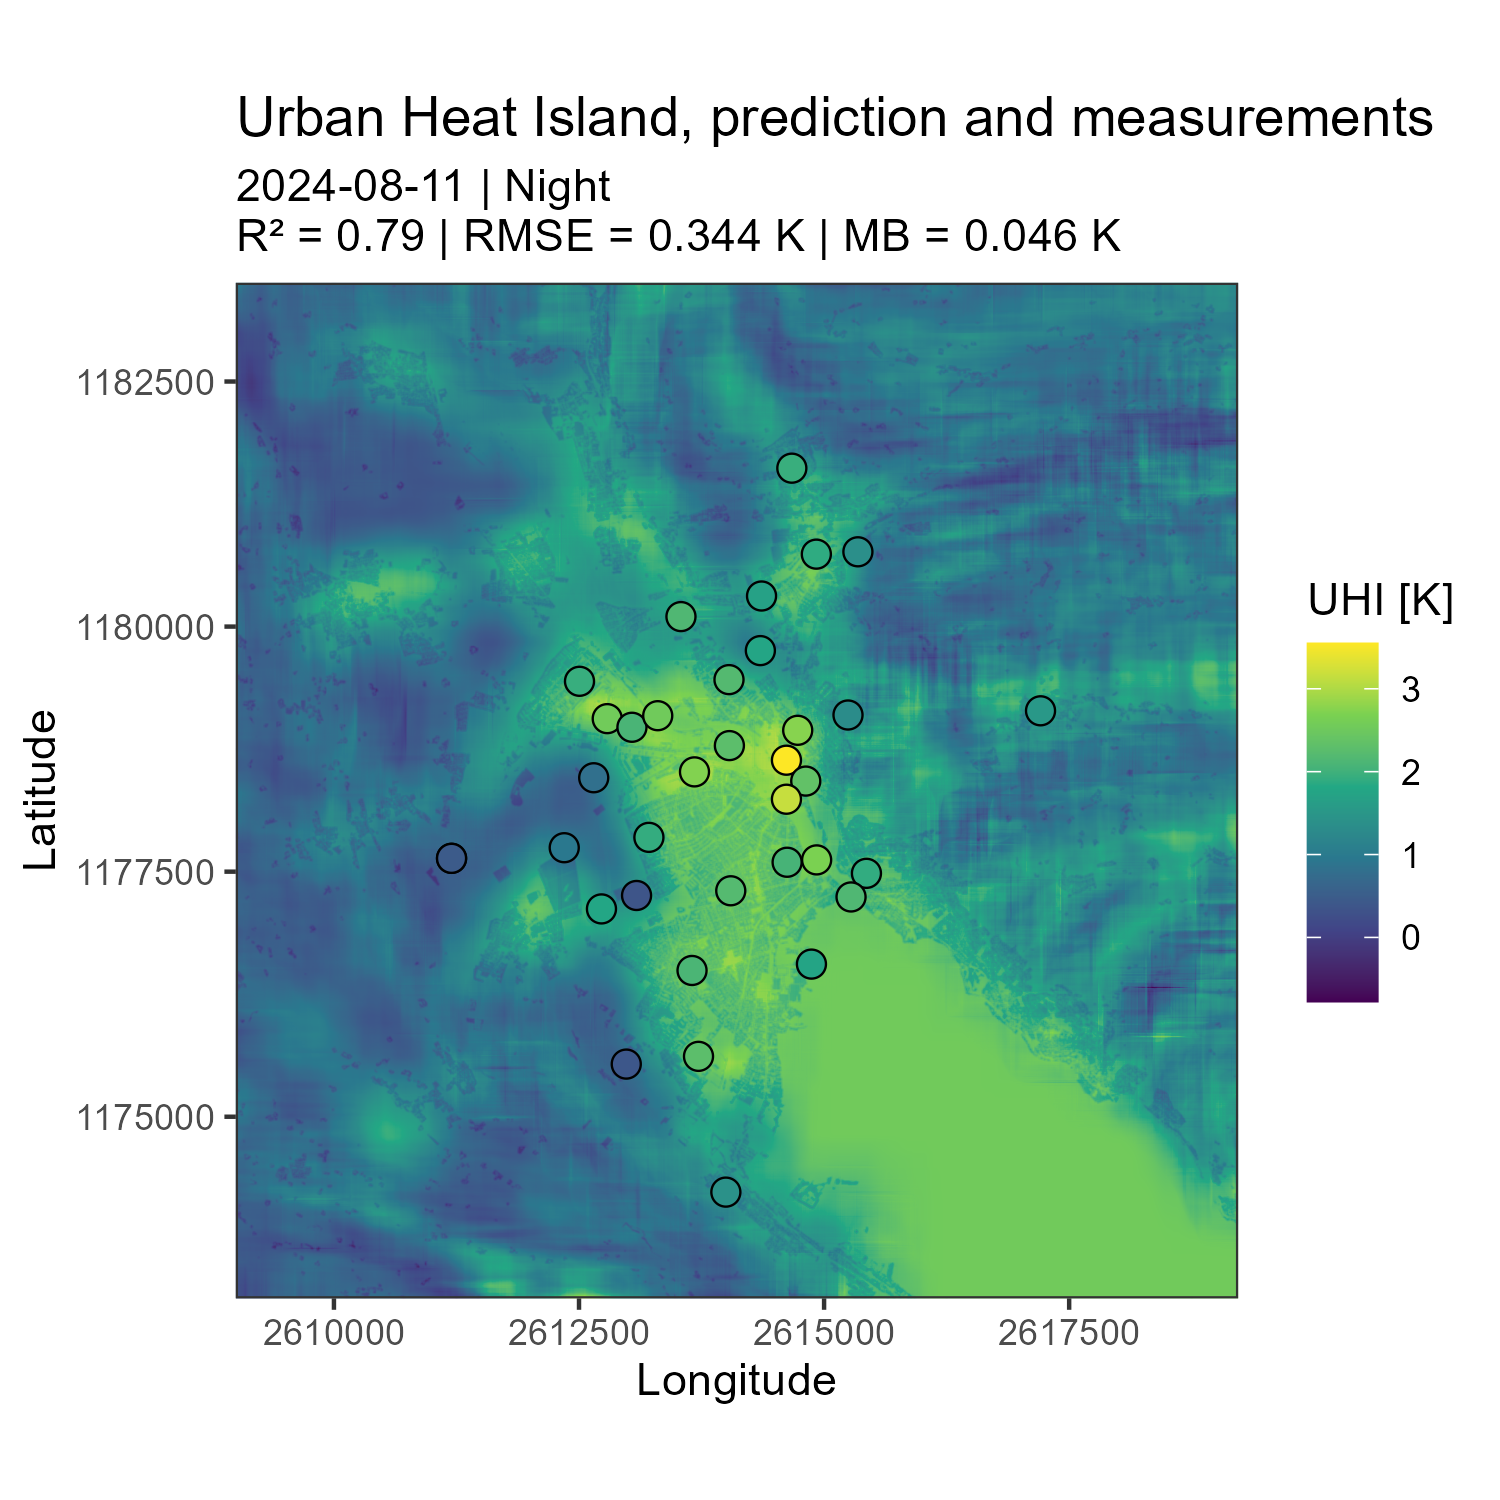 Urban Heat Island, prediction and measurements
2024-08-11 | Night
R² = 0.79 | RMSE = 0.344 K | MB = 0.046 K
1182500
1180000
1177500
1175000
Latitude
2610000
2612500
2615000
2617500
Longitude
UHI [K]
3
2
1
0